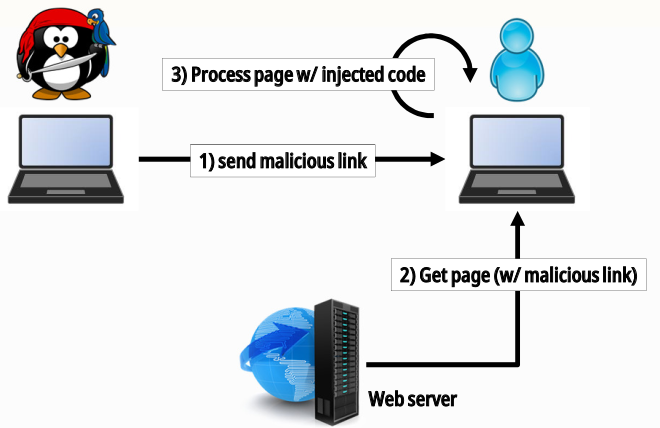 3) Process page w/ injected code
1) send malicious link
2) Get page (w/ malicious link)
Web server